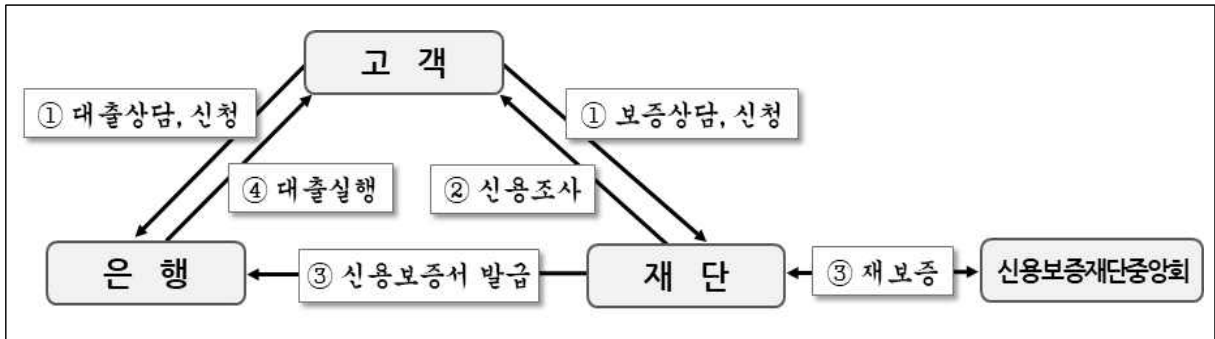 고 객
① 대출상담, 신청
① 보증상담, 신청
④ 대출실행
② 신용조사
은 행
③ 신용보증서 발급
재 단
③ 재보증
신용보증재단중앙회